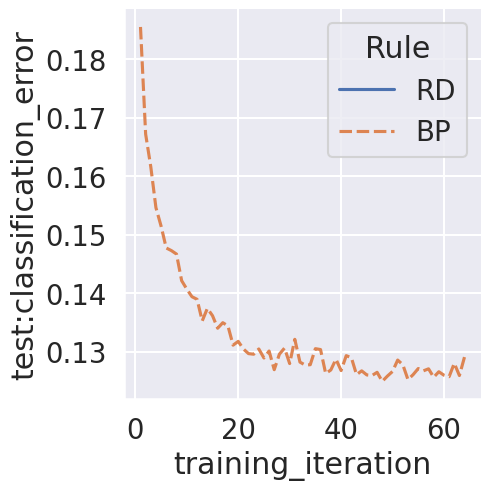 Rule
RD
BP
test:classification_error
0.18
0.17
0.16
0.15
0.14
0.13
0
20
40
60
training_iteration